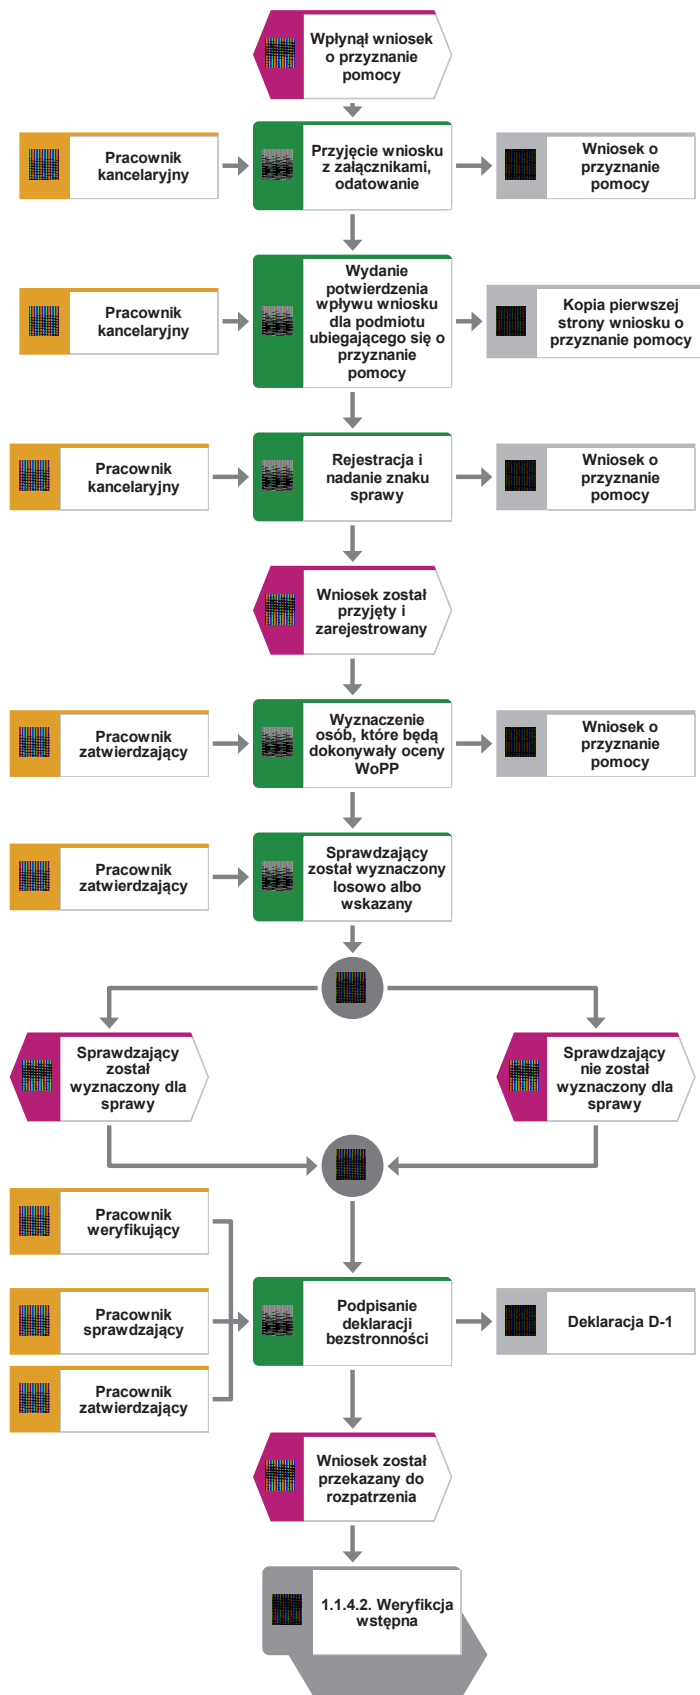 Wpłynął wniosek
o przyznanie
pomocy
Pracownik
kancelaryjny
Przyjęcie wniosku
z załącznikami,
odatowanie
Wniosek o
przyznanie
pomocy
Pracownik
kancelaryjny
Wydanie
potwierdzenia
wpływu wniosku
dla podmiotu
ubiegającego się o
przyznanie
pomocy
Kopia pierwszej
strony wniosku o
przyznanie pomocy
Pracownik
kancelaryjny
Rejestracja i
nadanie znaku
sprawy
Wniosek o
przyznanie
pomocy
Wniosek został
przyjęty i
zarejestrowany
Pracownik
zatwierdzający
Wyznaczenie
osób, które będą
dokonywały oceny
WoPP
Wniosek o
przyznanie
pomocy
Pracownik
zatwierdzający
Sprawdzający
został wyznaczony
losowo albo
wskazany
Sprawdzający
został
wyznaczony dla
sprawy
Sprawdzający
nie został
wyznaczony dla
sprawy
Pracownik
weryfikujący
Pracownik
sprawdzający
Pracownik
zatwierdzający
Podpisanie
deklaracji
bezstronności
Deklaracja D-1
Wniosek został
przekazany do
rozpatrzenia
1.1.4.2. Weryfikcja
wstępna